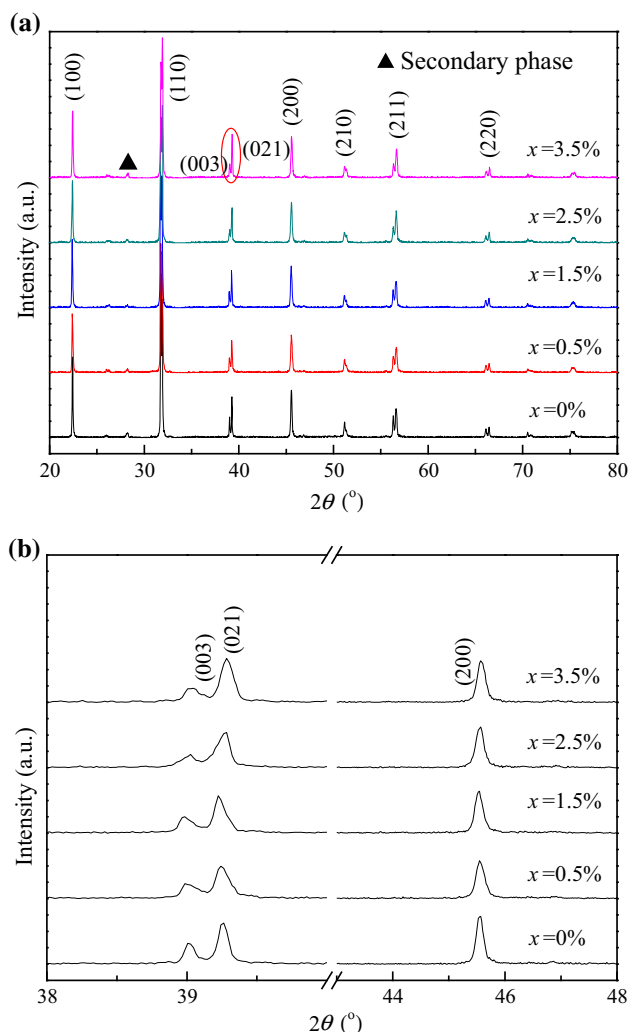 (a)
▲ Secondary phase
(100)
(110)
(003)
(021)
(200)
(210)
(211)
(220)
x=3.5%
x=2.5%
x=1.5%
x=0.5%
x=0%
Intensity (a.u.)
20 30 40 50 60 70 80
2θ (°)
(b)
(003)
(021)
(200)
x=3.5%
x=2.5%
x=1.5%
x=0.5%
x=0%
Intensity (a.u.)
38 39 44 46 48
2θ (°)